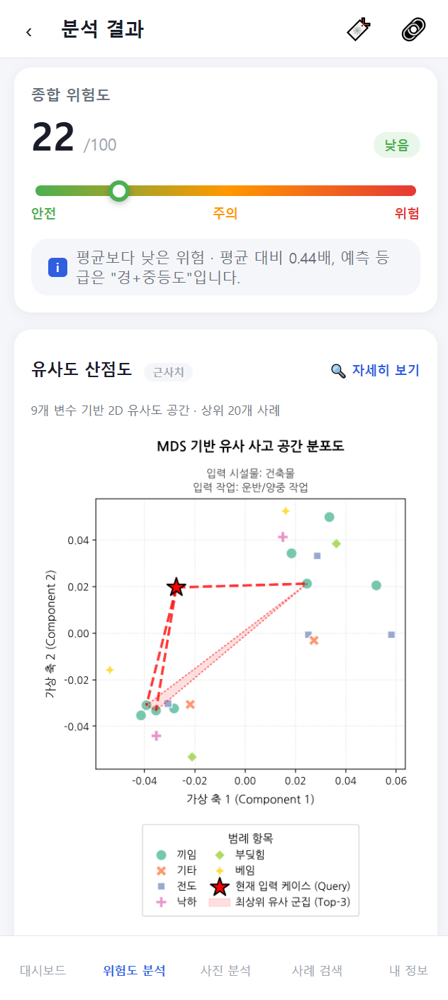 ‹ 분석 결과
종합 위험도
22 /100
낮음
안전 주의 위험
i 평균보다 낮은 위험 · 평균 대비 0.44배, 예측 등
급은 "경+중등도"입니다.
유사도 산점도 근사치 자세히 보기
9개 변수 기반 2D 유사도 공간 · 상위 20개 사례
MDS 기반 유사 사고 공간 분포도
입력 시설물: 건축물
입력 작업: 운반/양중 작업
가상 축 2 (Component 2)
0.04
0.02
0.00
-0.02
-0.04
-0.04 -0.02 0.00 0.02 0.04 0.06
가상 축 1 (Component 1)
범례 항목
끼임 부딪힘
기타 베임
전도 현재 입력 케이스 (Query)
낙하 최상위 유사 군집 (Top-3)
대시보드 위험도 분석 사진 분석 사례 검색 내 정보